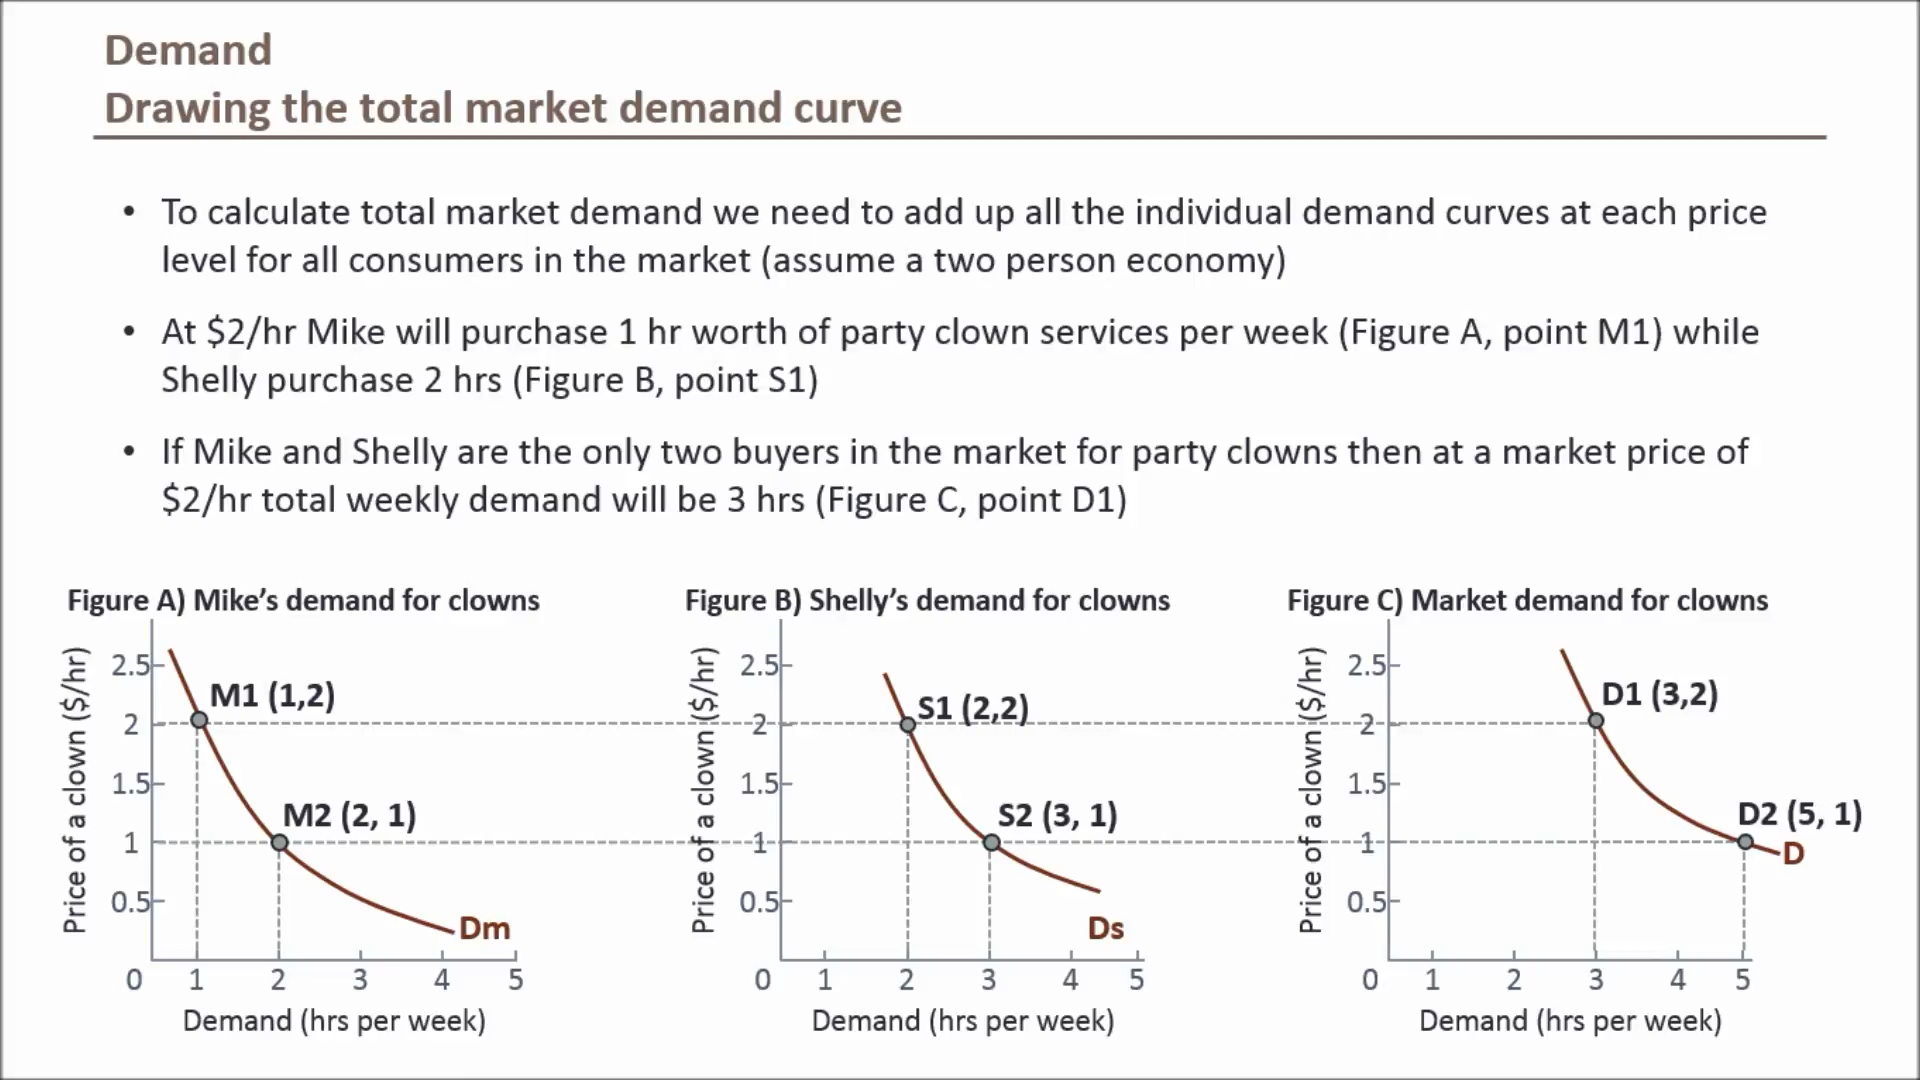 Demand
Drawing the total market demand curve
• To calculate total market demand we need to add up all the individual demand curves at each price
level for all consumers in the market (assume a two person economy)
• At $2/hr Mike will purchase 1 hr worth of party clown services per week (Figure A, point M1) while
Shelly purchase 2 hrs (Figure B, point S1)
• If Mike and Shelly are the only two buyers in the market for party clowns then at a market price of
$2/hr total weekly demand will be 3 hrs (Figure C, point D1)
Figure A) Mike's demand for clowns
Price of a clown ($/hr)
2.5
2
1.5
1
0.5
M1 (1,2)
M2 (2, 1)
Dm
0 1 2 3 4 5
Demand (hrs per week)
Figure B) Shelly's demand for clowns
Price of a clown ($/hr)
2.5
2
1.5
1
0.5
S1 (2,2)
S2 (3, 1)
Ds
0 1 2 3 4 5
Demand (hrs per week)
Figure C) Market demand for clowns
Price of a clown ($/hr)
2.5
2
1.5
1
0.5
D1 (3,2)
D2 (5, 1)
D
0 1 2 3 4 5
Demand (hrs per week)